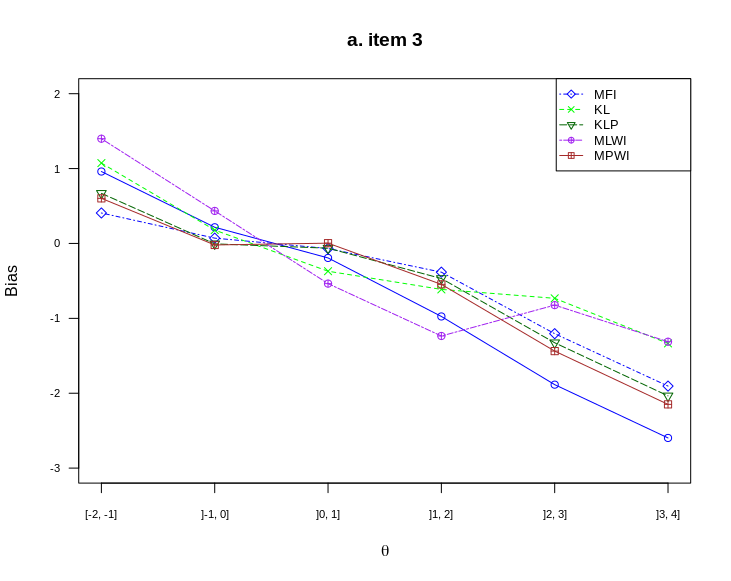 a. item 3
MFI
KL
KLP
MLWI
MPWI
2
1
0
-1
-2
-3
Bias
[-2, -1]
]-1, 0]
]0, 1]
]1, 2]
]2, 3]
]3, 4]
θ